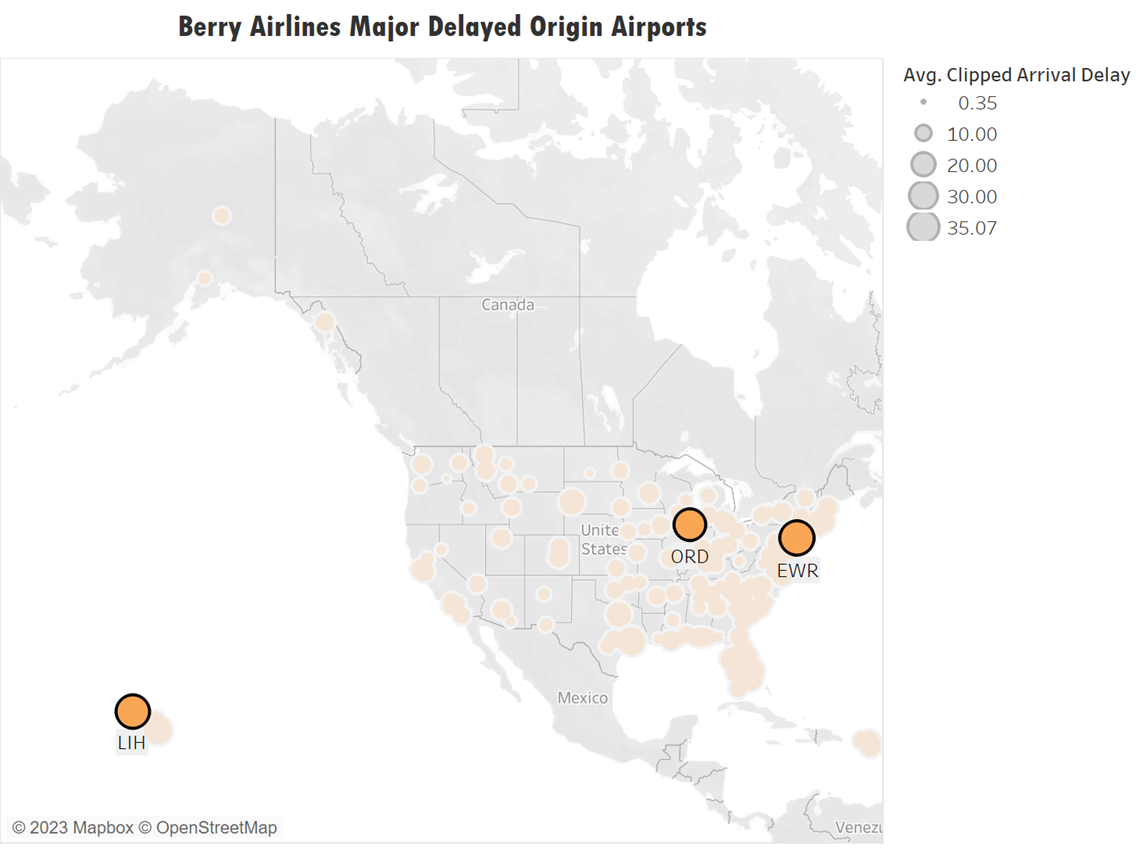 Berry Airlines Major Delayed Origin Airports
Avg. Clipped Arrival Delay
0.35
10.00
20.00
30.00
35.07
Canada
United
States
ORD
EWR
Mexico
LIH
© 2023 Mapbox © OpenStreetMap
Venezu